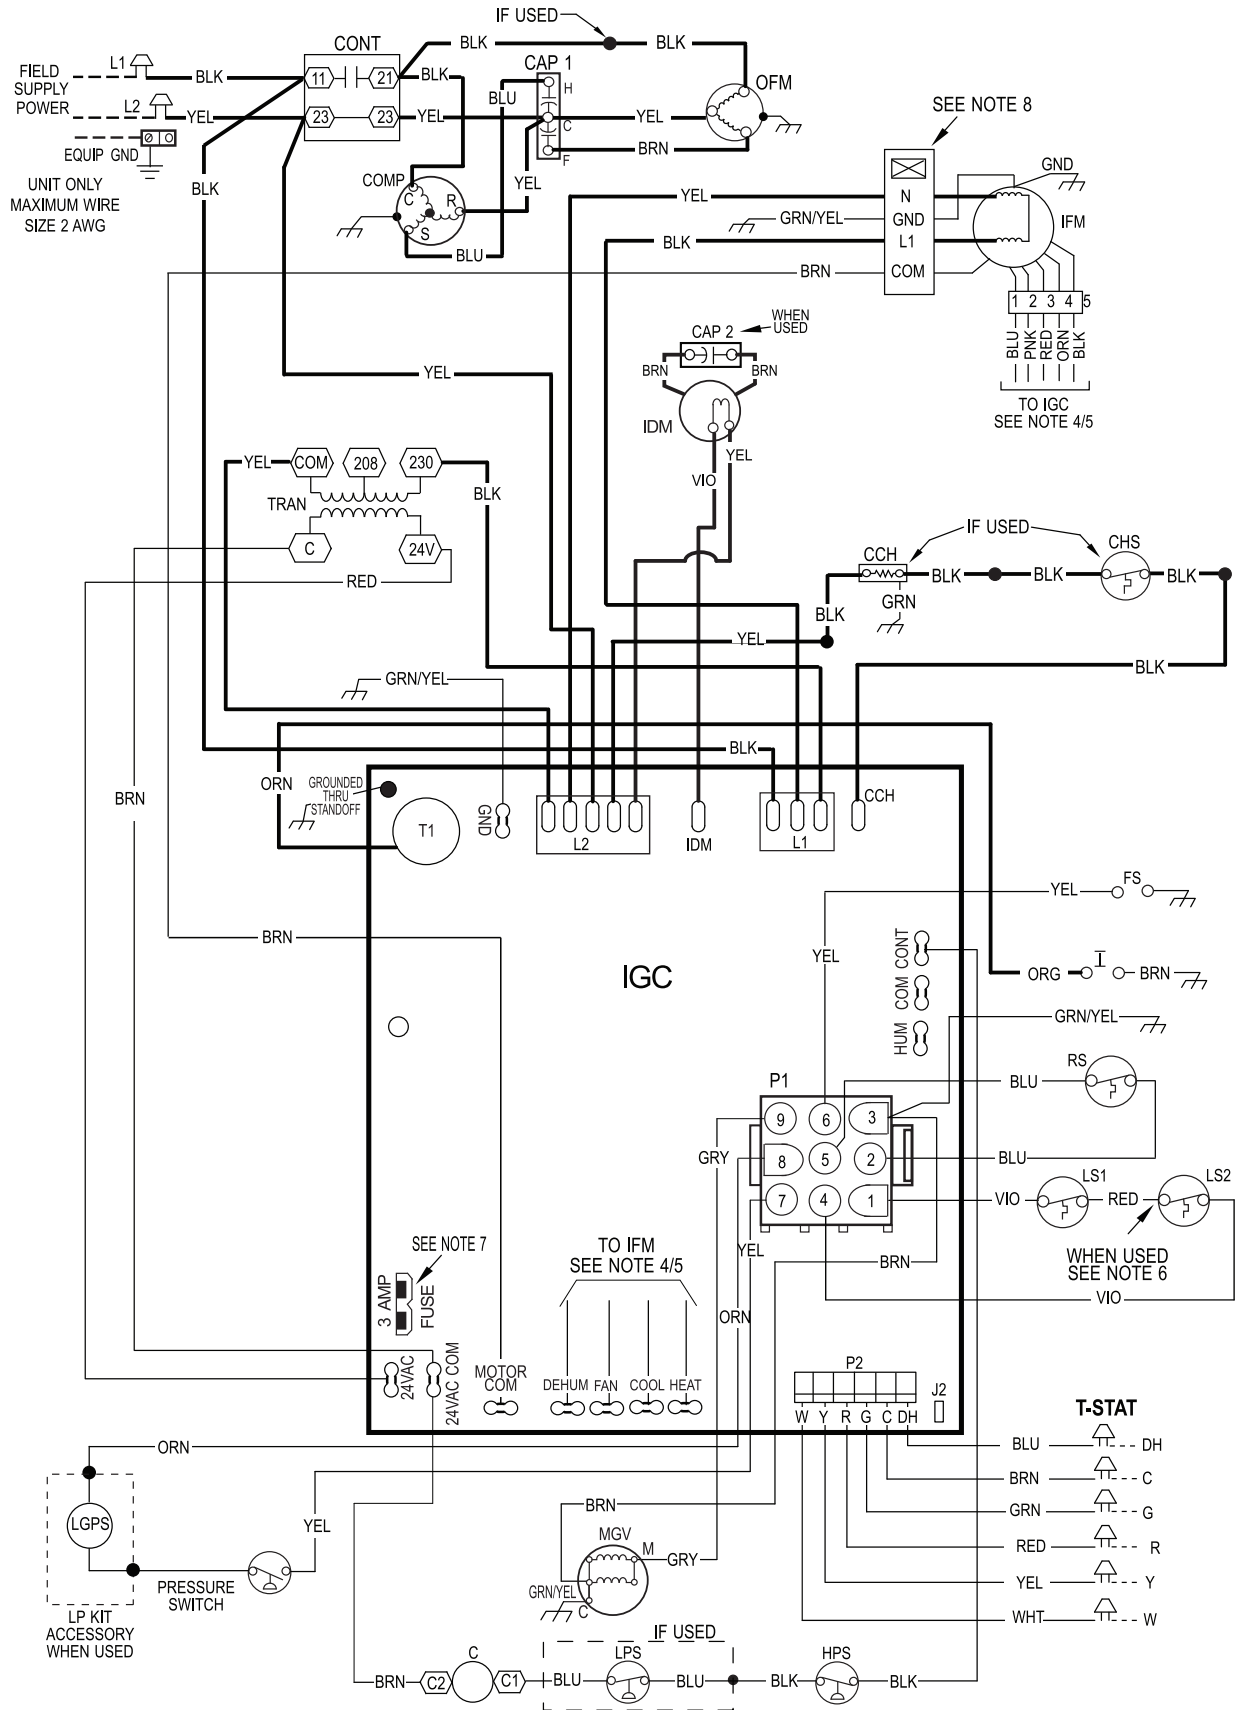 IF USED
CONT
BLK
BLK
CAP 1
FIELD
SUPPLY
POWER
L1
BLK
11
21
BLK
BLU
H
OFM
L2
YEL
23
23
YEL
C
YEL
SEE NOTE 8
EQUIP GND
F
BRN
UNIT ONLY
MAXIMUM WIRE
SIZE 2 AWG
BLK
COMP
C
R
S
YEL
BLU
YEL
N
GND
GRN/YEL
GND
IFM
BLK
L1
BRN
COM
1 2 3 4 5
BLU
PNK
RED
ORN
BLK
TO IGC
SEE NOTE 4/5
CAP 2
WHEN
USED
YEL
BRN
BRN
IDM
VIO
YEL
YEL
COM
208
230
TRAN
BLK
C
24V
RED
IF USED
CCH
CHS
BLK
BLK
BLK
GRN
BLK
YEL
BLK
GRN/YEL
BLK
BRN
ORN
GROUNDED
THRU
STANDOFF
T1
GND
L2
IDM
L1
CCH
YEL
FS
BRN
YEL
IGC
CONT
COM
HUM
ORG
I
BRN
GRN/YEL
RS
BLU
P1
9
6
3
GRY
8
5
2
BLU
7
4
1
VIO
LS1
RED
LS2
YEL
BRN
WHEN USED
SEE NOTE 6
VIO
SEE NOTE 7
3 AMP
FUSE
TO IFM
SEE NOTE 4/5
ORN
24VAC
24VAC COM
MOTOR
COM
DEHUM
FAN
COOL
HEAT
P2
W Y R G C DH
J2
T-STAT
ORN
BLU
DH
BRN
C
GRN
G
RED
R
YEL
Y
WHT
W
LGPS
YEL
BRN
MGV
M
GRY
GRN/YEL
C
PRESSURE
SWITCH
LP KIT
ACCESSORY
WHEN USED
IF USED
C
LPS
HPS
BRN
C2
C1
BLU
BLU
BLK
BLK